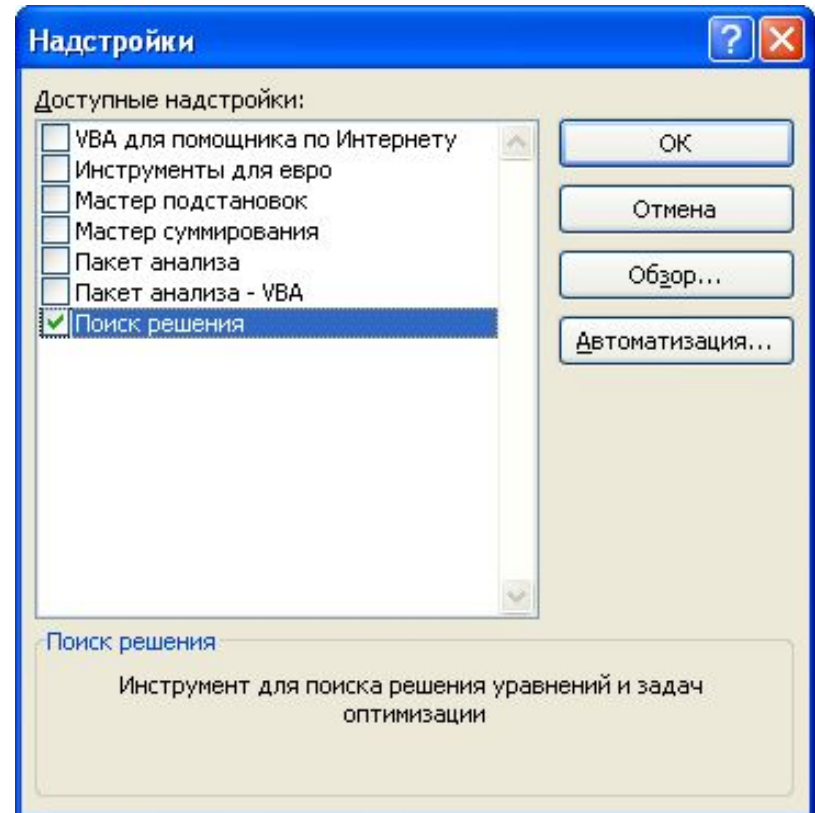 Надстройки
Доступные надстройки:
VBA для помощника по Интернету
Инструменты для евро
Мастер подстановок
Мастер суммирования
Пакет анализа
Пакет анализа - VBA
Поиск решения
ОК
Отмена
Обзор...
Автоматизация...
Поиск решения
Инструмент для поиска решения уравнений и задач
оптимизации